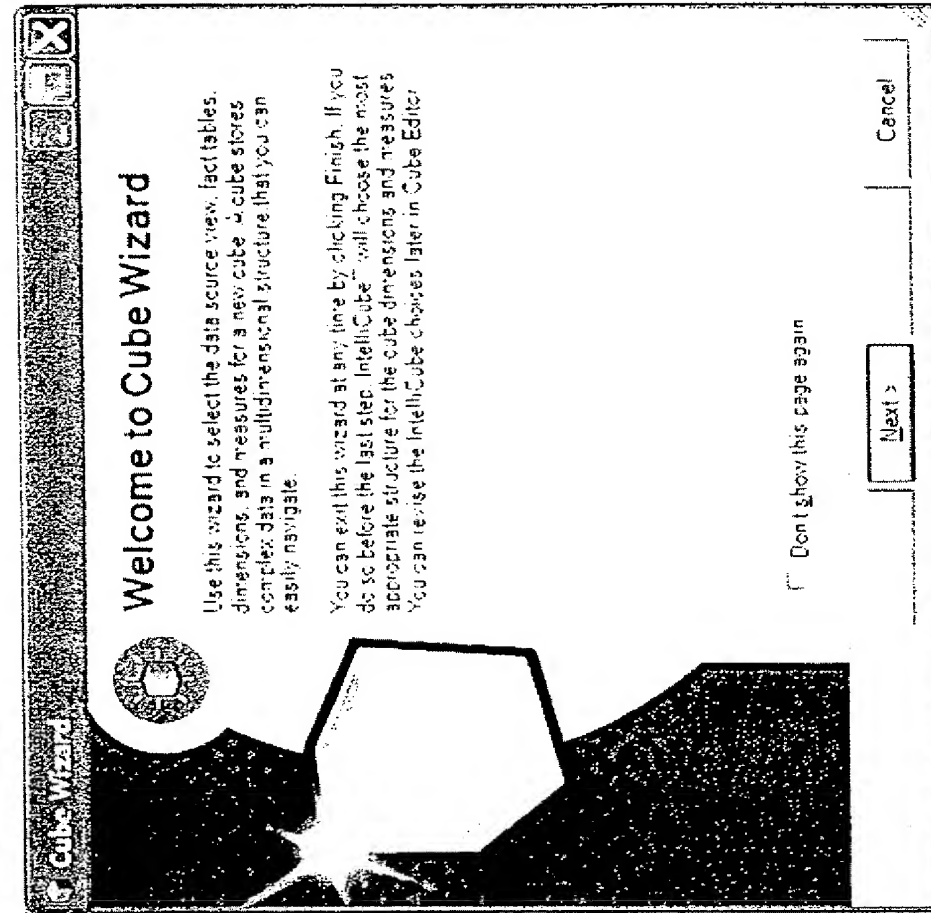 Cube Wizard
Welcome to Cube Wizard
Use this wizard to select the data source view, fact tables,
dimensions, and measures for a new cube. A cube stores
complex data in a multidimensional structure that you can
easily navigate.
You can exit this wizard at any time by clicking Finish. If you
do so before the last step, IntelliCube™ will choose the most
appropriate structure for the cube dimensions and measures
You can revise the IntelliCube choices later in Cube Editor
Don't show this page again
Next >
Cancel